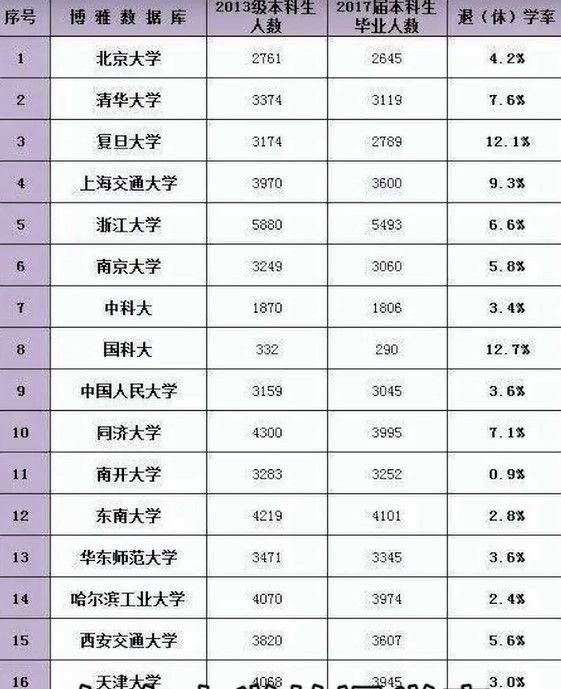 序号 博雅数据库 2013级本科生人数 2017届本科生毕业人数 退（休）学率
1 北京大学 2761 2645 4.2%
2 清华大学 3374 3119 7.6%
3 复旦大学 3174 2789 12.1%
4 上海交通大学 3970 3600 9.3%
5 浙江大学 5880 5493 6.6%
6 南京大学 3249 3060 5.8%
7 中科大 1870 1806 3.4%
8 国科大 332 290 12.7%
9 中国人民大学 3159 3045 3.6%
10 同济大学 4300 3995 7.1%
11 南开大学 3283 3252 0.9%
12 东南大学 4219 4101 2.8%
13 华东师范大学 3471 3345 3.6%
14 哈尔滨工业大学 4070 3974 2.4%
15 西安交通大学 3820 3607 5.6%
16 天津大学 4068 3945 3.0%